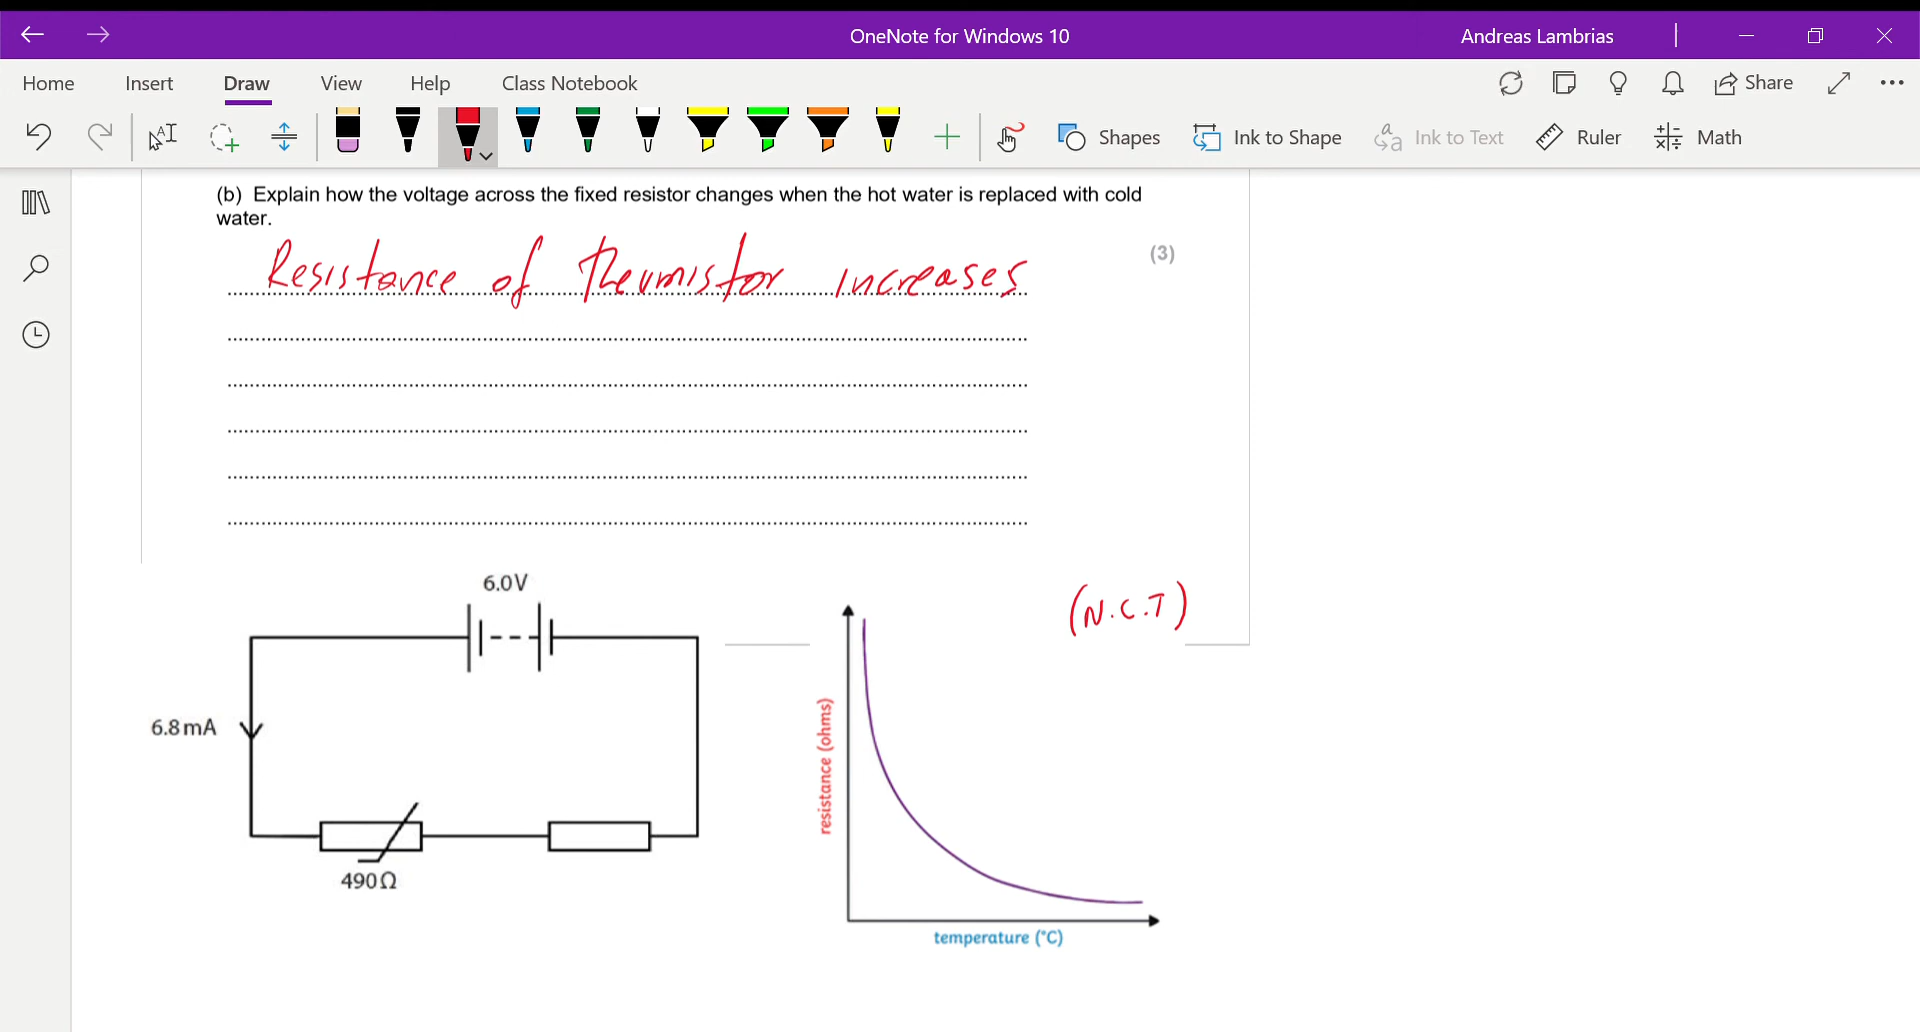 OneNote for Windows 10
Andreas Lambrias
Home Insert Draw View Help Class Notebook
Share
Shapes Ink to Shape Ink to Text Ruler Math
(b) Explain how the voltage across the fixed resistor changes when the hot water is replaced with cold
water.
(3)
Resistance of thermistor increases
6.0V
(N.C.T)
6.8mA
490Ω
resistance (ohms)
temperature (°C)